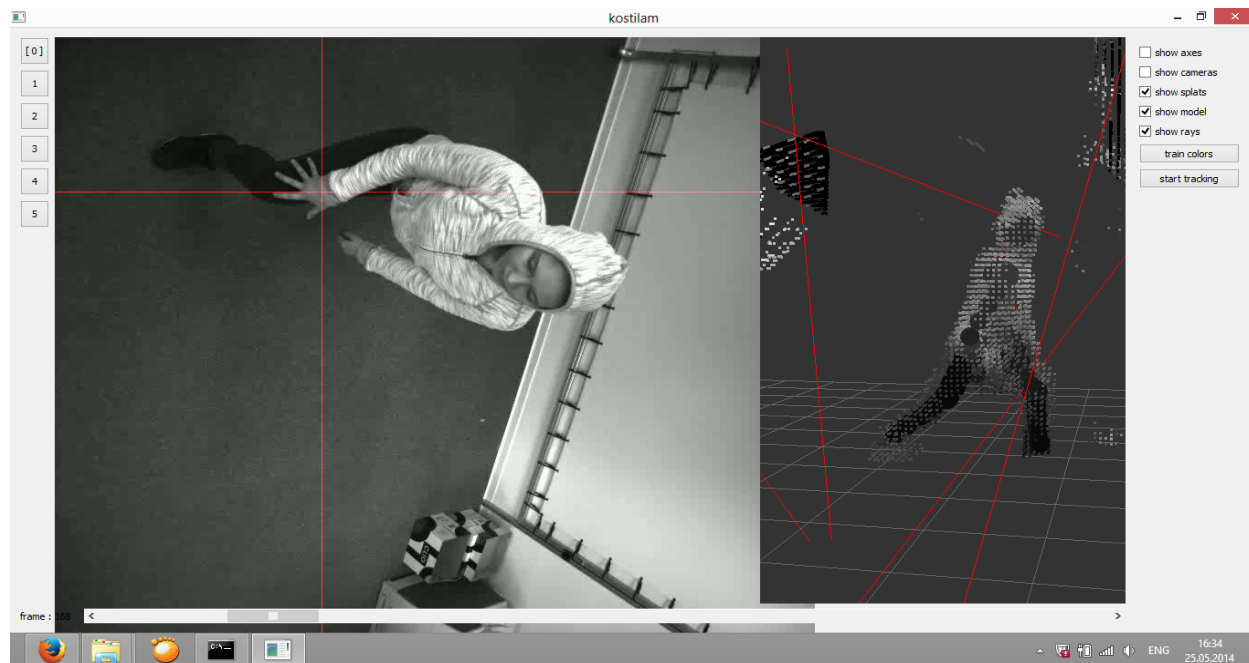 kostilam
[ 0 ]
1
2
3
4
5
show axes
show cameras
show splats
show model
show rays
train colors
start tracking
frame : 168
C:\
ENG
16:34
25.05.2014